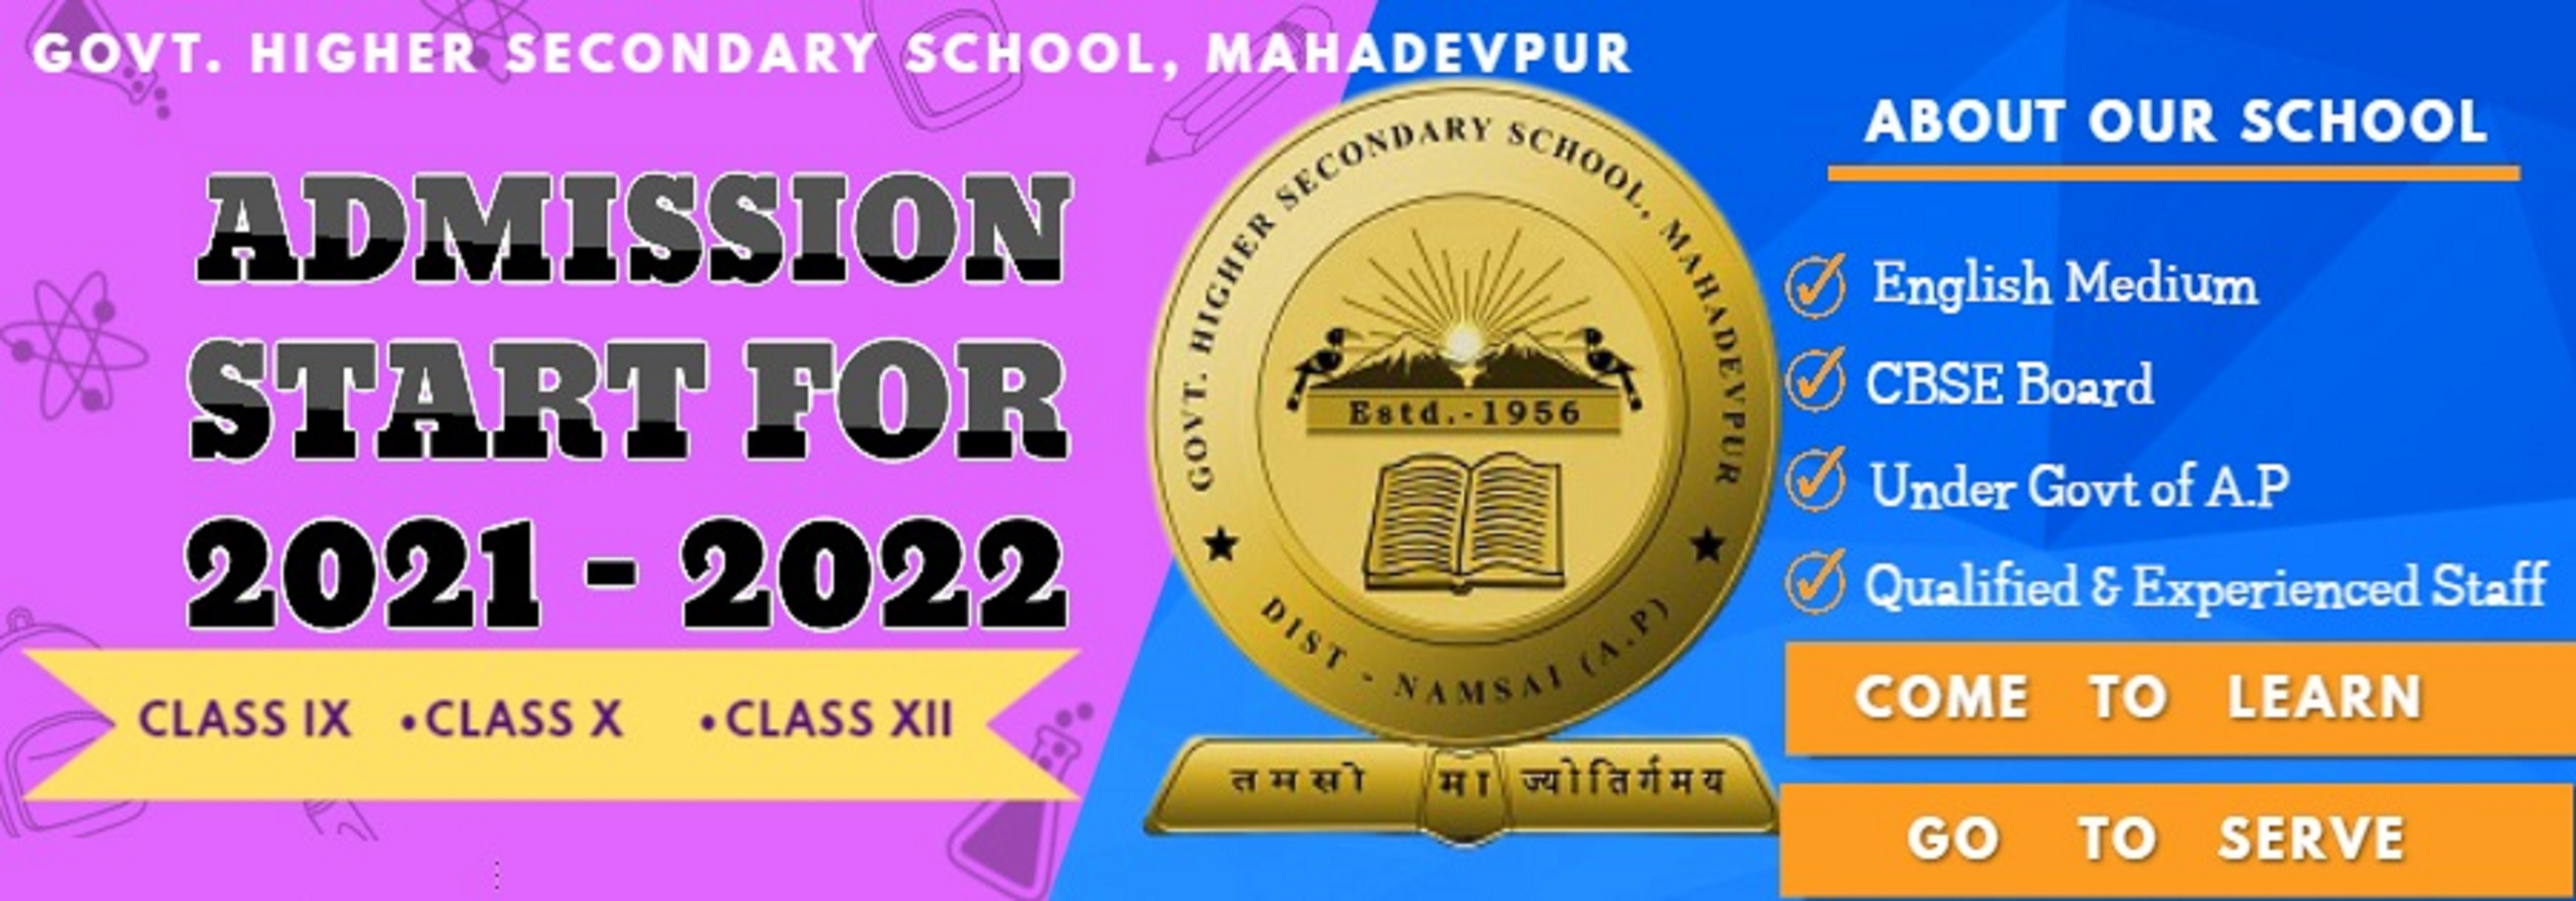 GOVT. HIGHER SECONDARY SCHOOL, MAHADEVPUR
ADMISSION
START FOR
2021 - 2022
CLASS IX •CLASS X •CLASS XII
GOVT. HIGHER SECONDARY SCHOOL, MAHADEVPUR
Estd.-1956
DIST - NAMSAI (A.P)
तमसो मा ज्योतिर्गमय
ABOUT OUR SCHOOL
English Medium
CBSE Board
Under Govt of A.P
Qualified & Experienced Staff
COME TO LEARN
GO TO SERVE